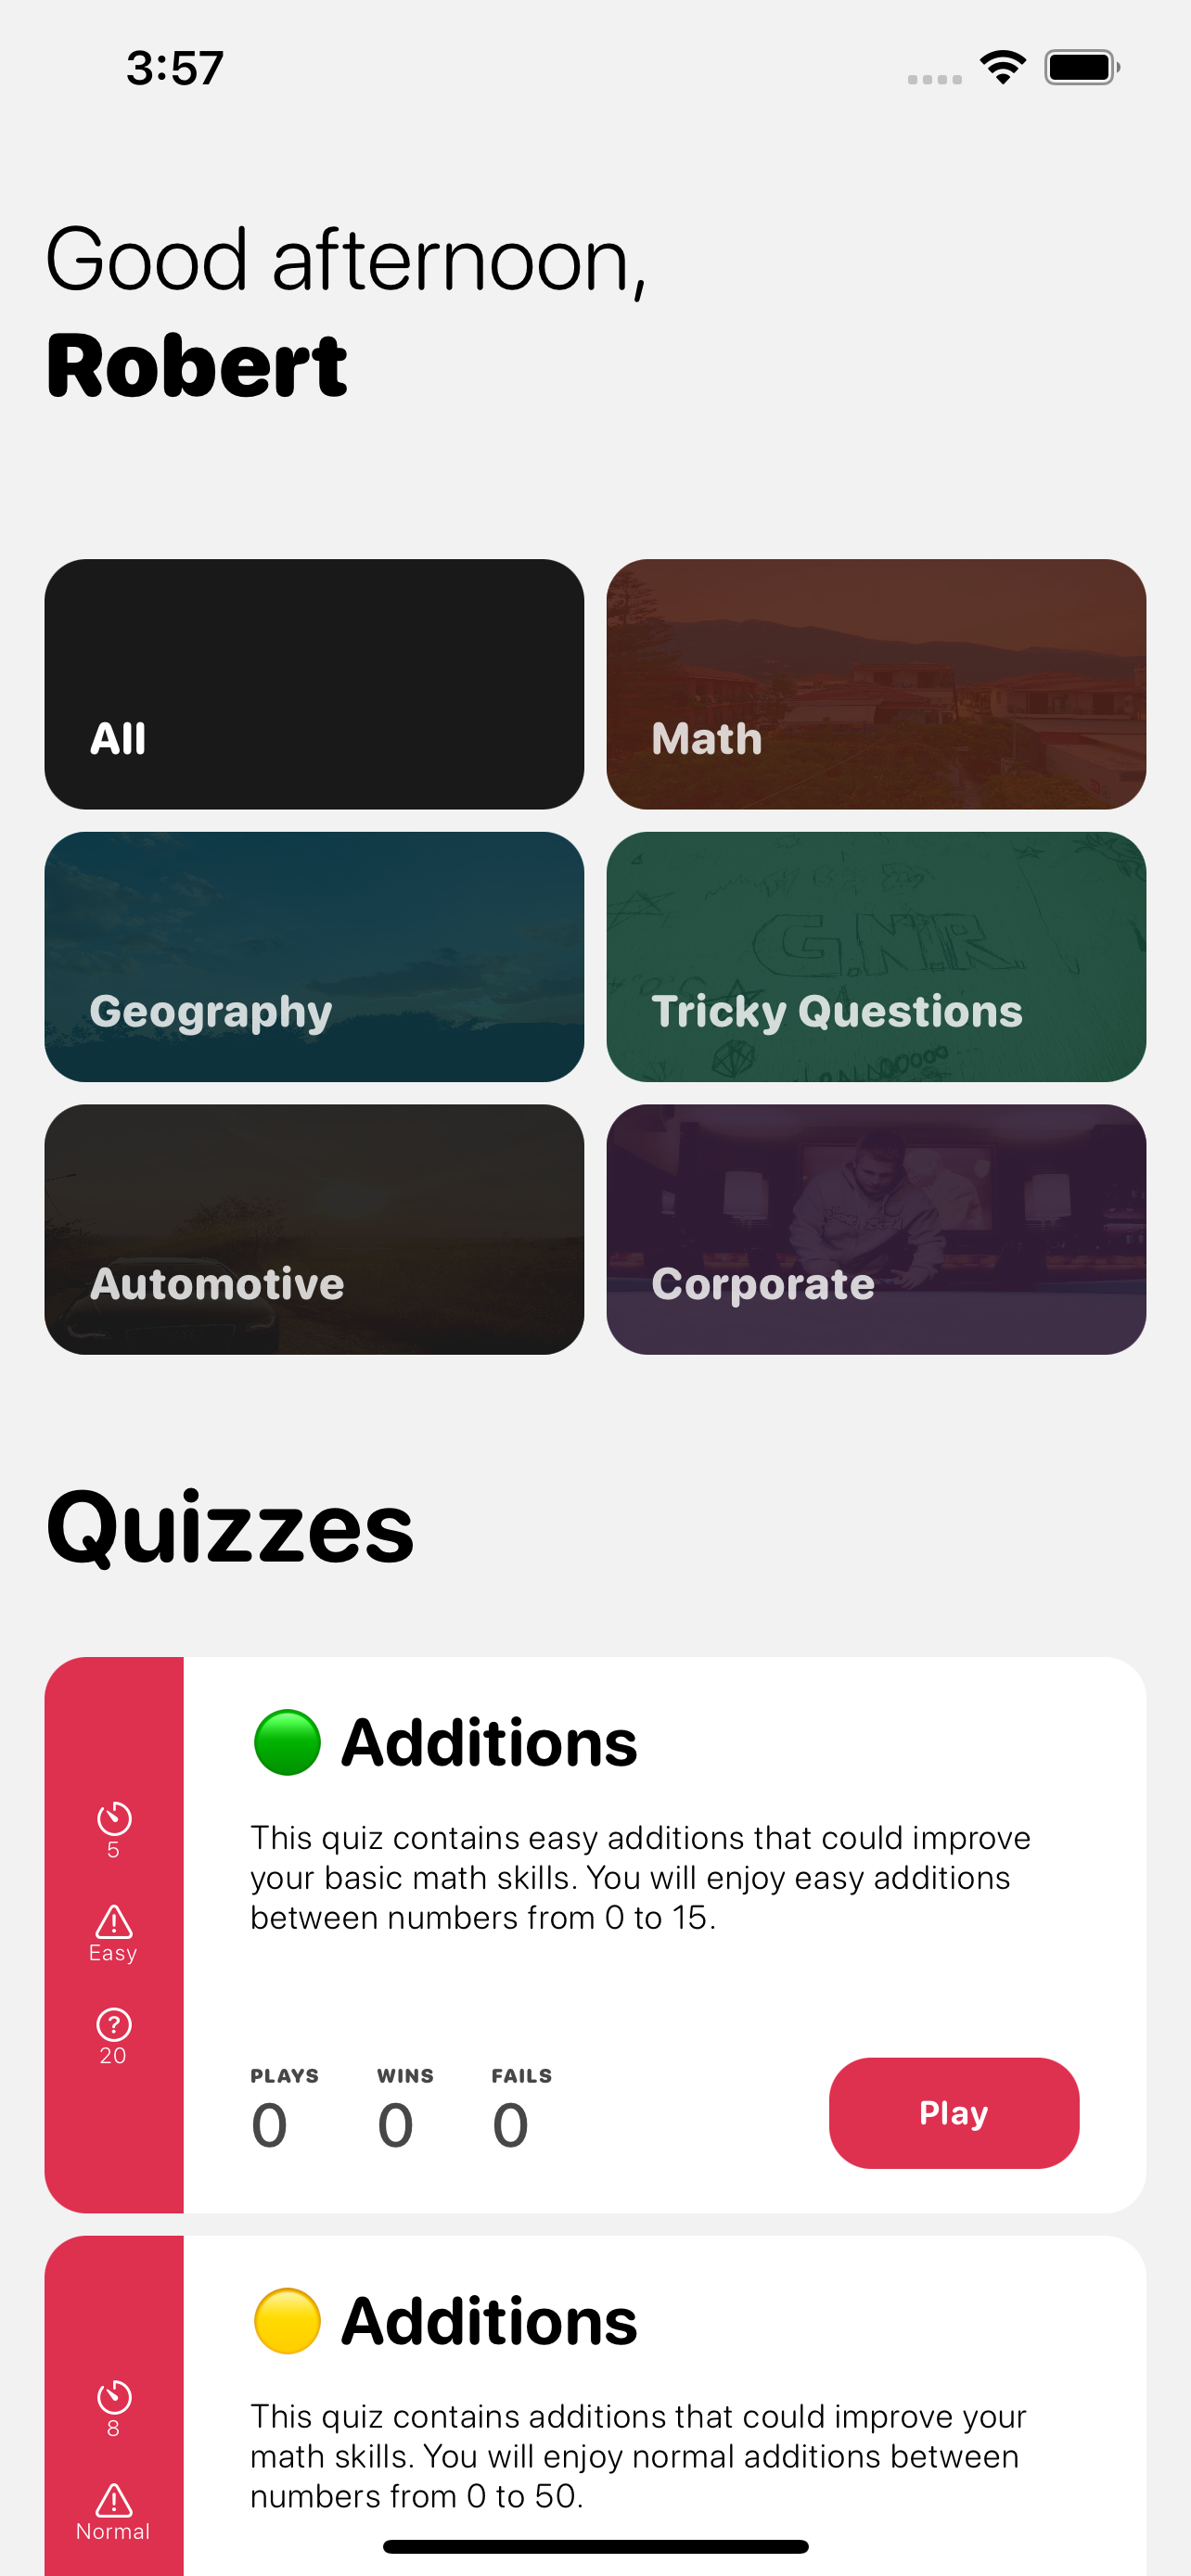 3:57
Good afternoon,
Robert
All
Math
Geography
G.N.R.
Tricky Questions
Automotive
Corporate
Quizzes
5
Easy
20
Additions
This quiz contains easy additions that could improve
your basic math skills. You will enjoy easy additions
between numbers from 0 to 15.
PLAYS WINS FAILS
0 0 0
Play
8
Normal
Additions
This quiz contains additions that could improve your
math skills. You will enjoy normal additions between
numbers from 0 to 50.